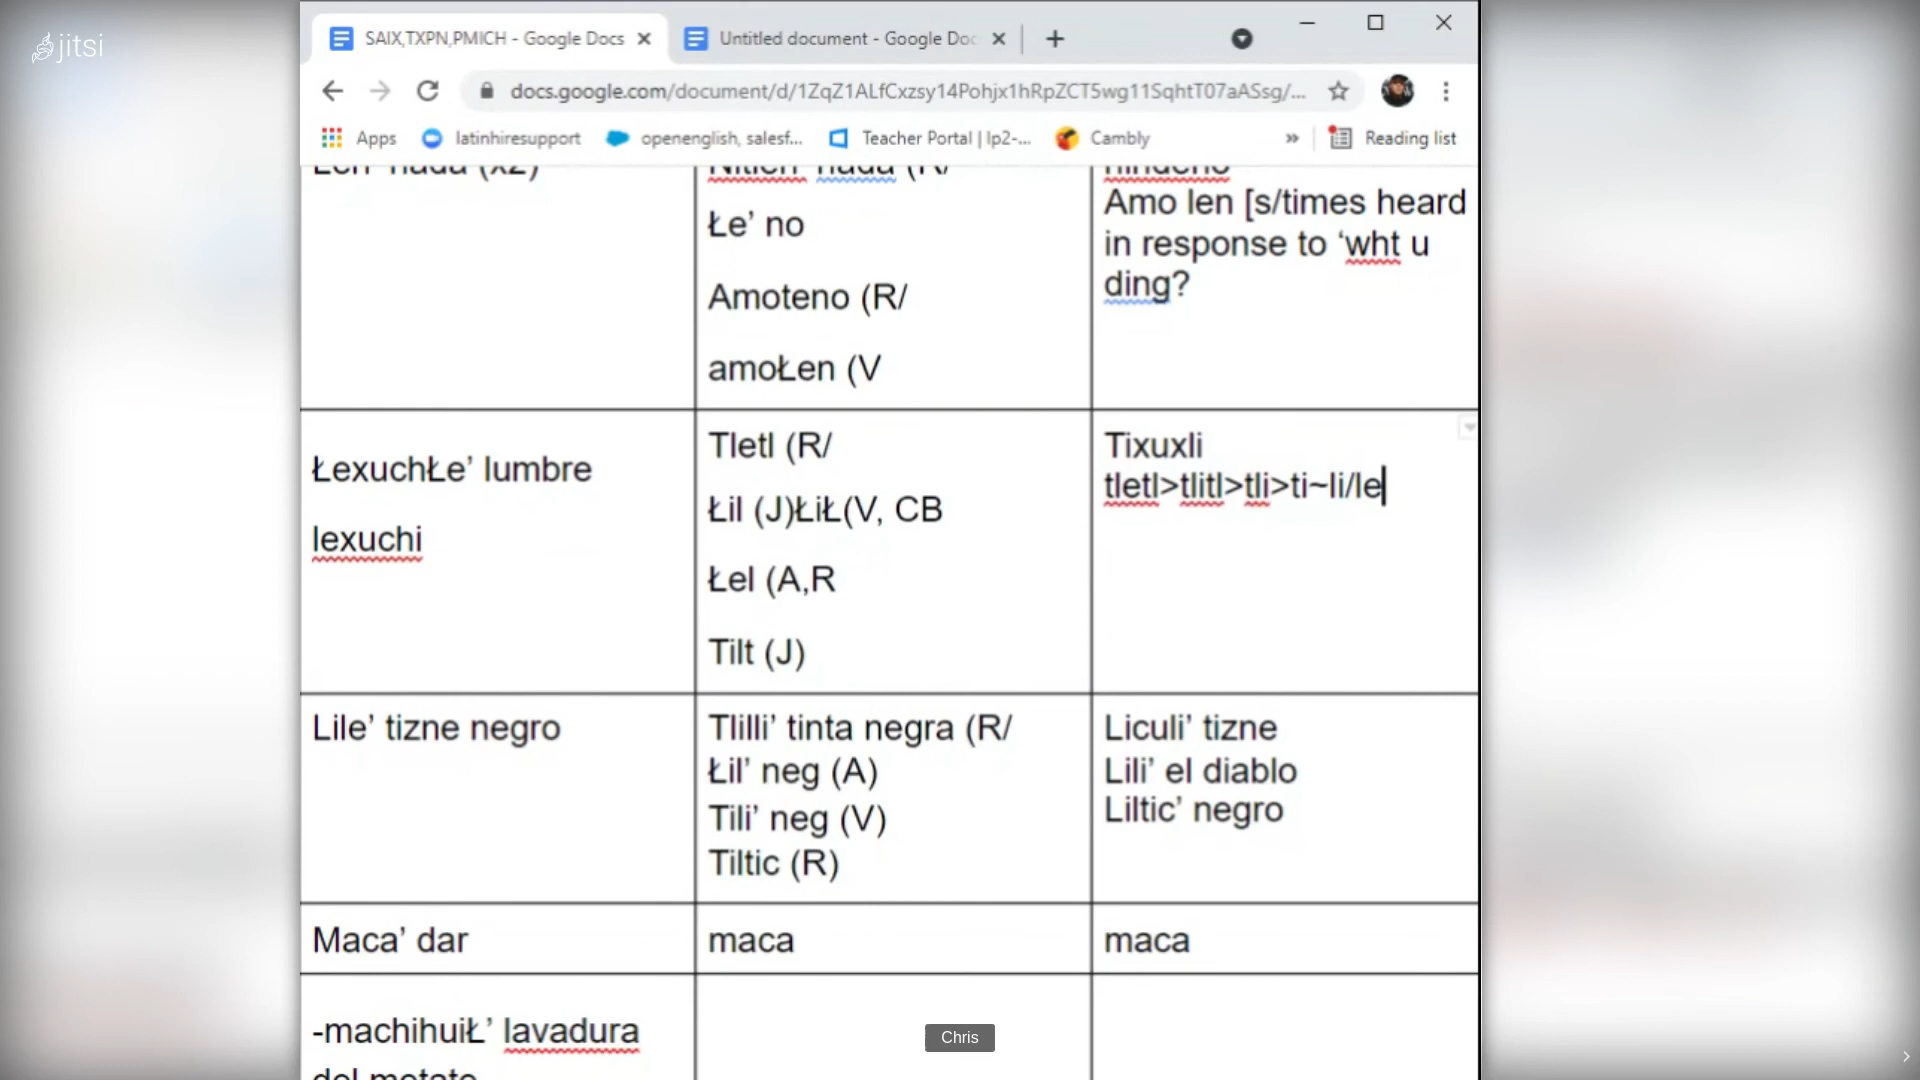 jitsi
SAIX,TXPN,PMICH - Google Docs
Untitled document - Google Doc
docs.google.com/document/d/1ZqZ1ALfCxzsy14Pohjx1hRpZCT5wg11SqhtT07aASsg/...
Apps
latinhiresupport
openenglish, salesf...
Teacher Portal | lp2-...
Cambly
»
Reading list
Łe’ no
Amoteno (R/
amoŁen (V
Amo len [s/times heard
in response to ‘wht u
ding?
ŁexuchŁe’ lumbre
lexuchi
Tletl (R/
Łil (J)ŁiŁ(V, CB
Łel (A,R
Tilt (J)
Tixuxli
tletl>tlitl>tli>ti~li/le
Lile’ tizne negro
Tlilli’ tinta negra (R/
Łil’ neg (A)
Tili’ neg (V)
Tiltic (R)
Liculi’ tizne
Lili’ el diablo
Liltic’ negro
Maca’ dar
maca
maca
-machihuiŁ’ lavadura
del metate
Chris